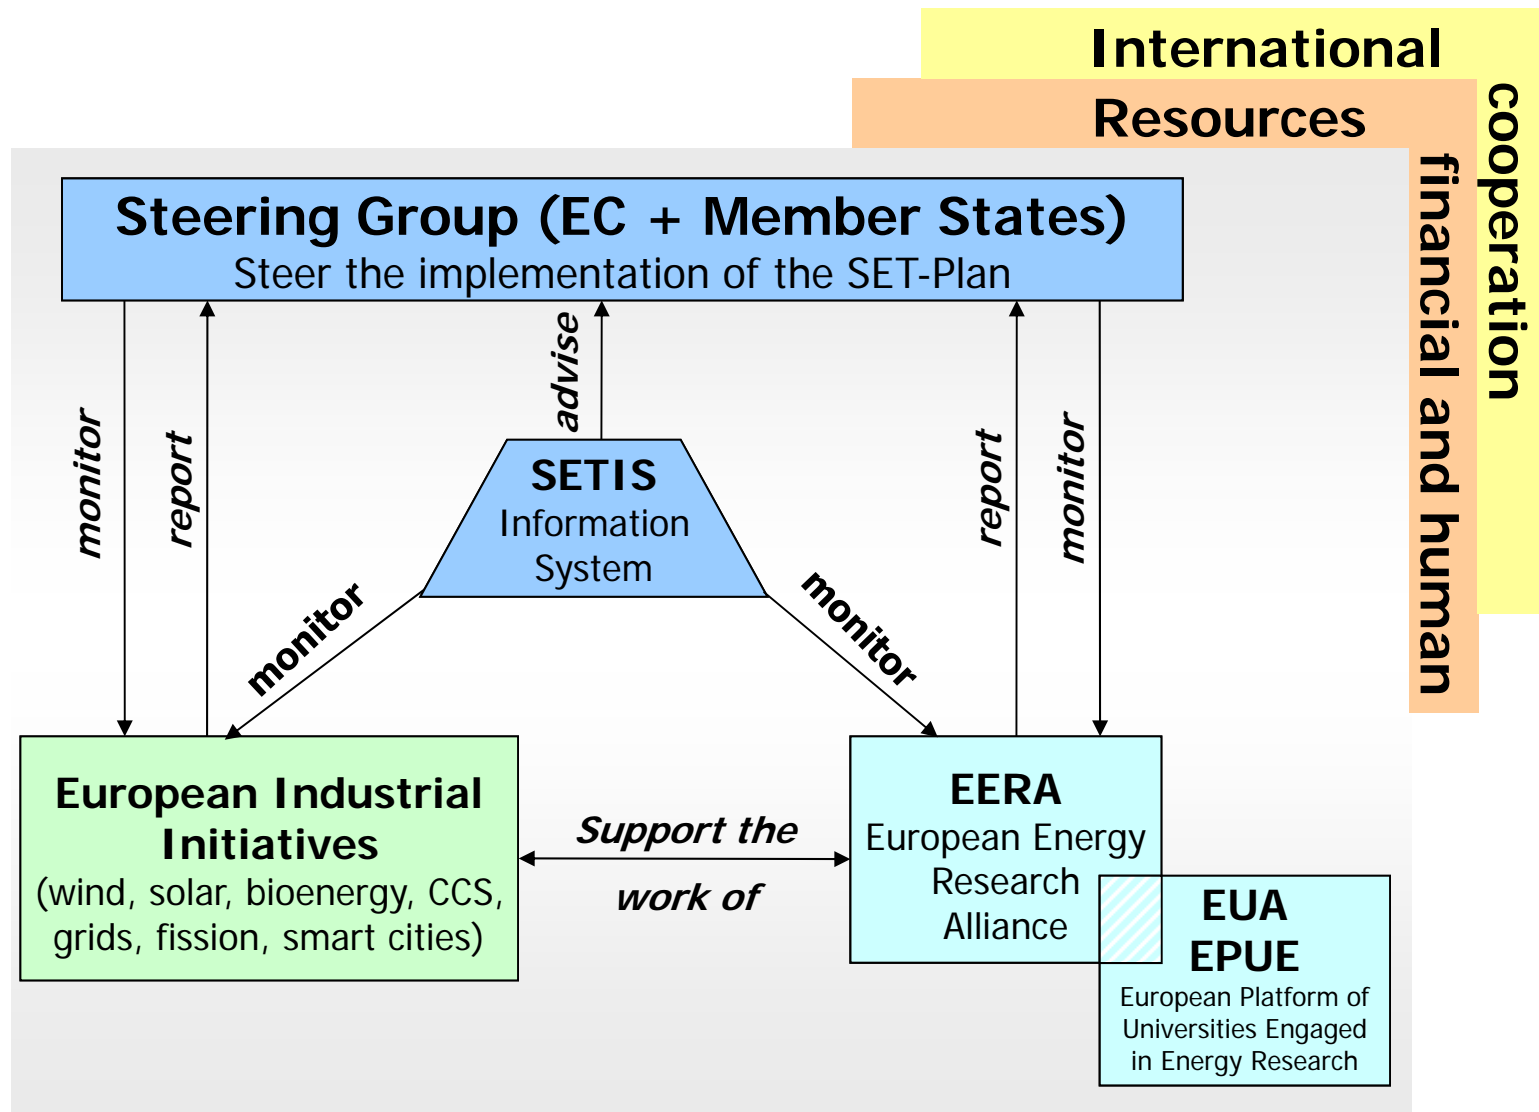 International
cooperation
Resources
financial and human
Steering Group (EC + Member States)
Steer the implementation of the SET-Plan
monitor
report
advise
report
monitor
SETIS
Information
System
monitor
monitor
European Industrial
Initiatives
(wind, solar, bioenergy, CCS,
grids, fission, smart cities)
Support the
work of
EERA
European Energy
Research
Alliance
EUA
EPUE
European Platform of
Universities Engaged
in Energy Research